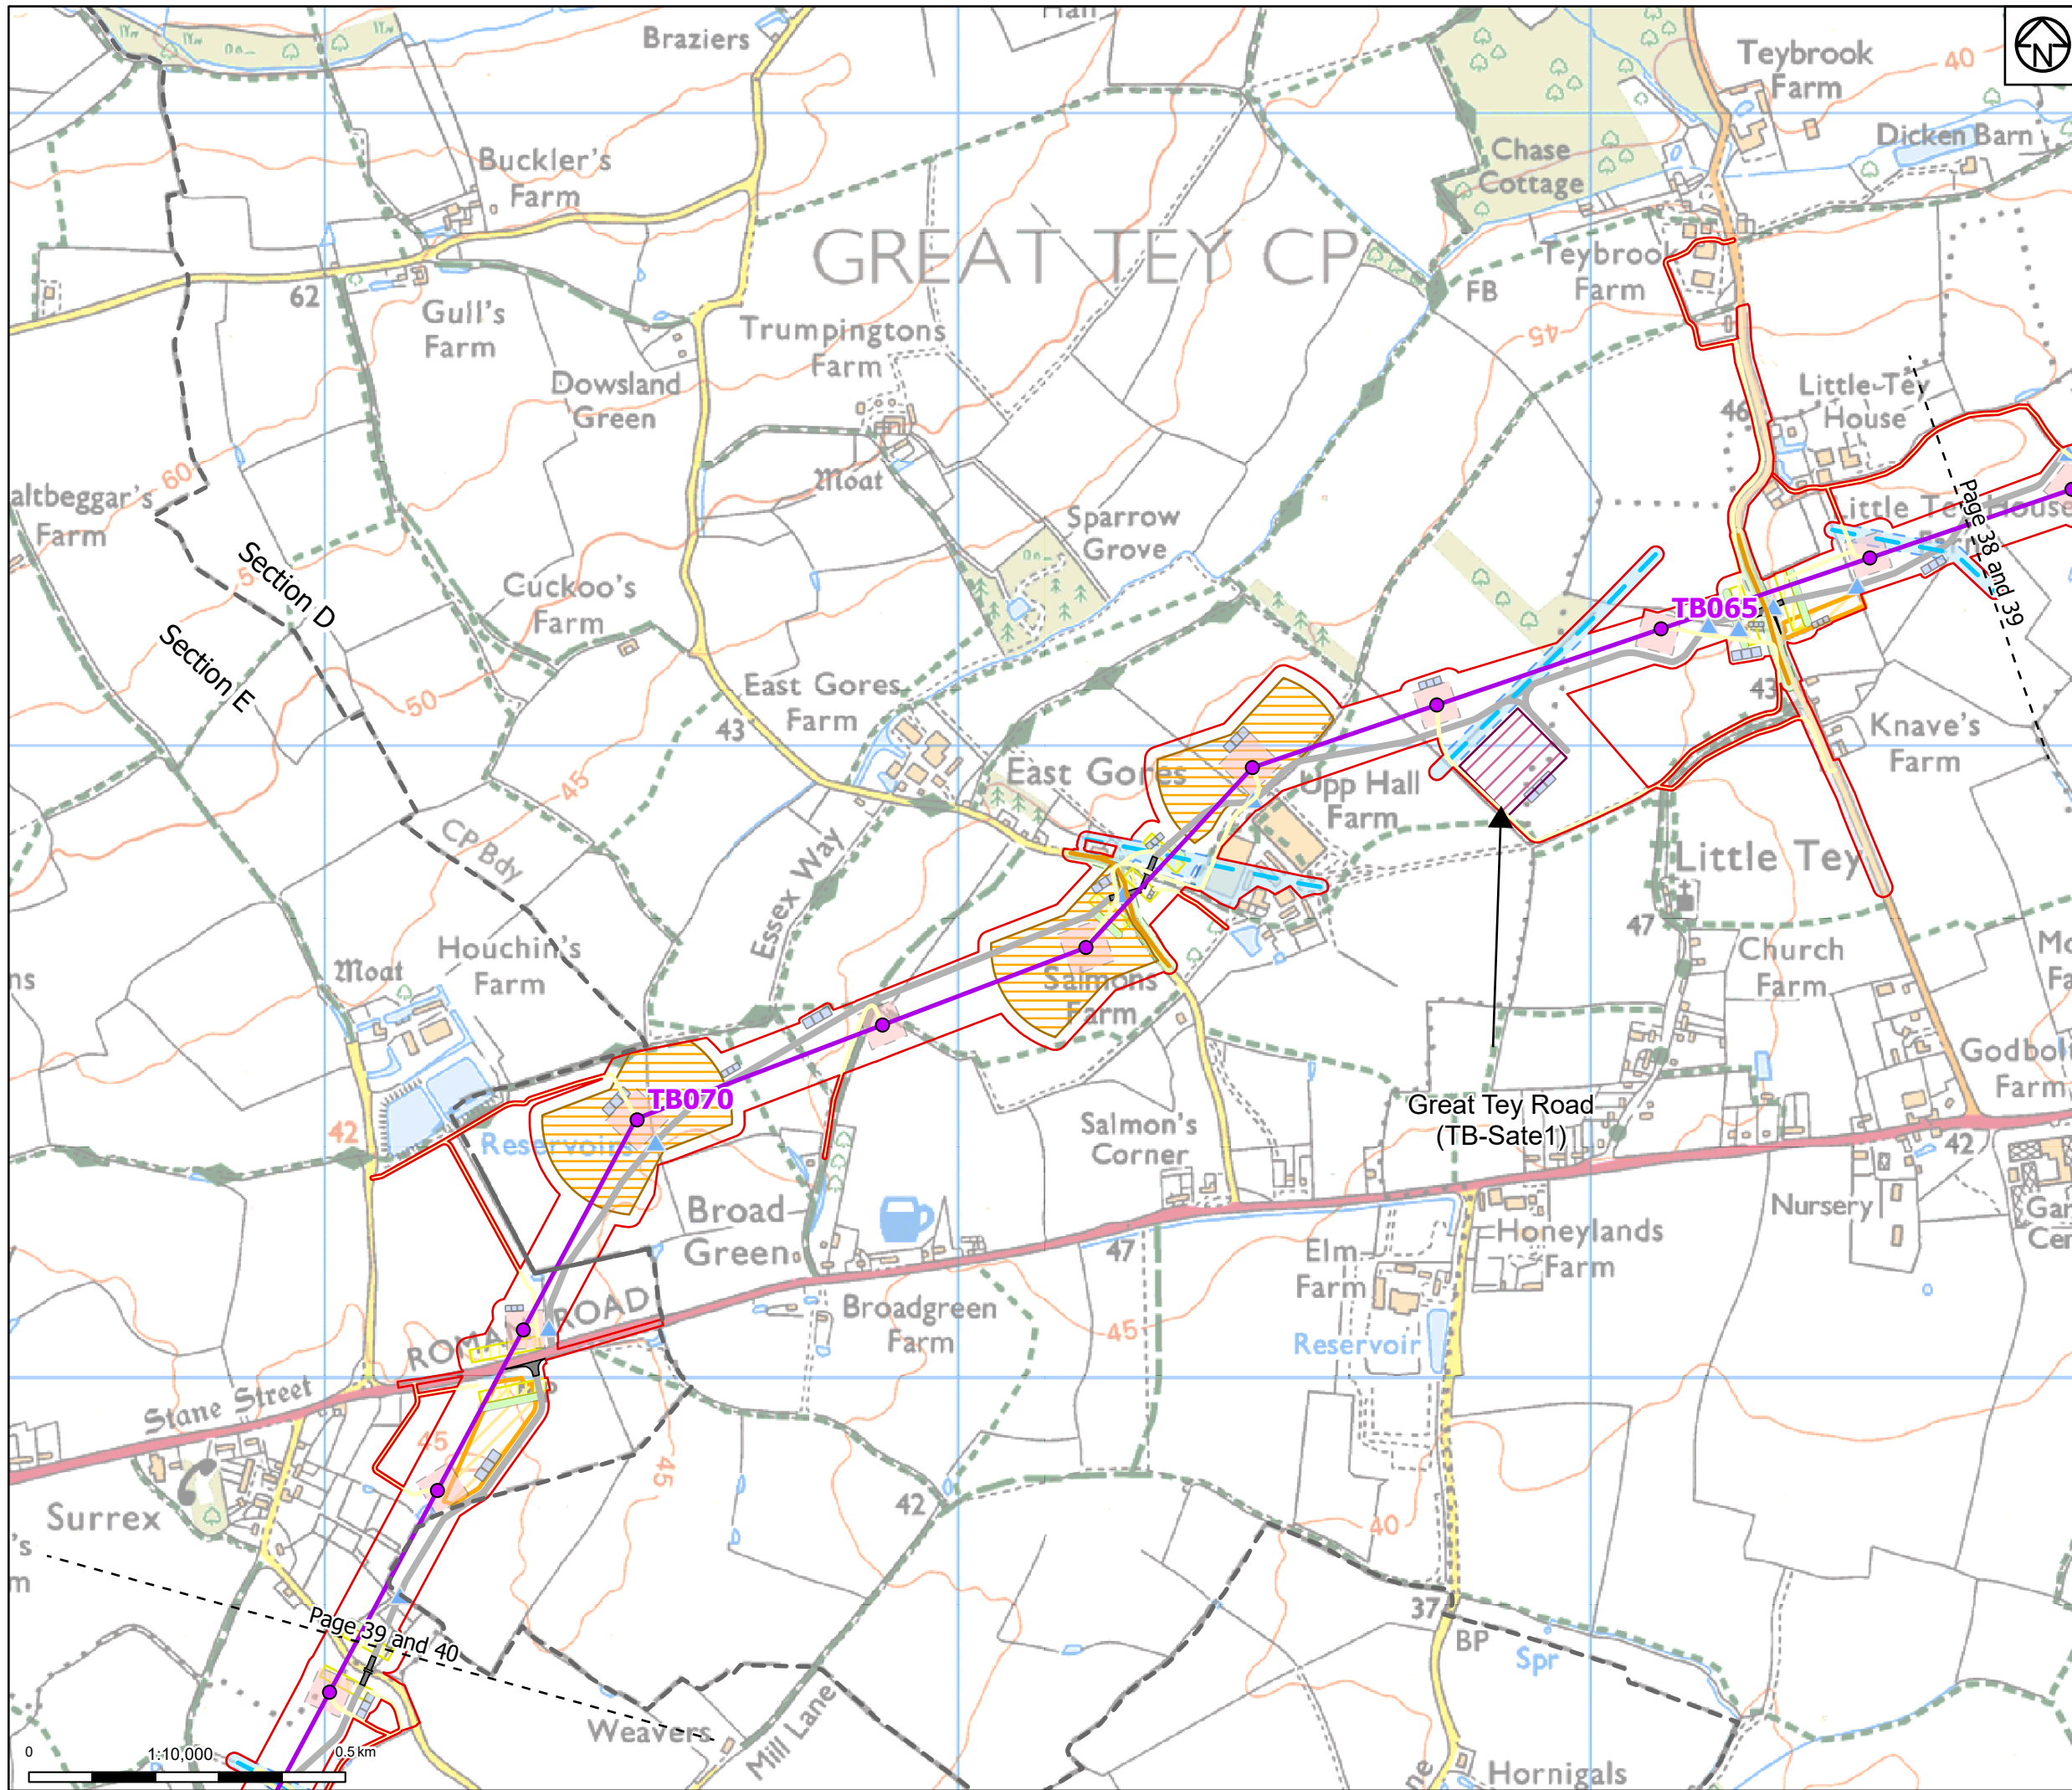 Braziers
Teybrook
Farm
40
N
Dicken Barn
Chase
Cottage
Buckler's
Farm
GREAT TEY CP
Teybrook
Farm
FB
62
Gull's
Farm
Trumpingtons
Farm
45
Dowsland
Green
Little Tey
House
46
Moat
60
altbeggar's
Farm
Sparrow
Grove
Little Tey House
Page 38 and 39
Section D
Section E
Cuckoo's
Farm
TB065
50
East Gores
Farm
43
43
Knave's
Farm
East Gores
Upp Hall
Farm
45
CP Bdy
Essex Way
Little Tey
47
Houchin's
Farm
Moat
Church
Farm
Salmons
Farm
TB070
Great Tey Road
(TB-Sate1)
42
Reservoirs
Salmon's
Corner
42
Nursery
Broad
Green
47
Elm
Farm
Honeylands
Farm
ROMAN ROAD
Broadgreen
Farm
45
Reservoir
Stane Street
45
45
Surrex
42
40
37
BP
Spr
Page 39 and 40
Weavers
Mill Lane
Hornigals
0
1:10,000
0.5 km